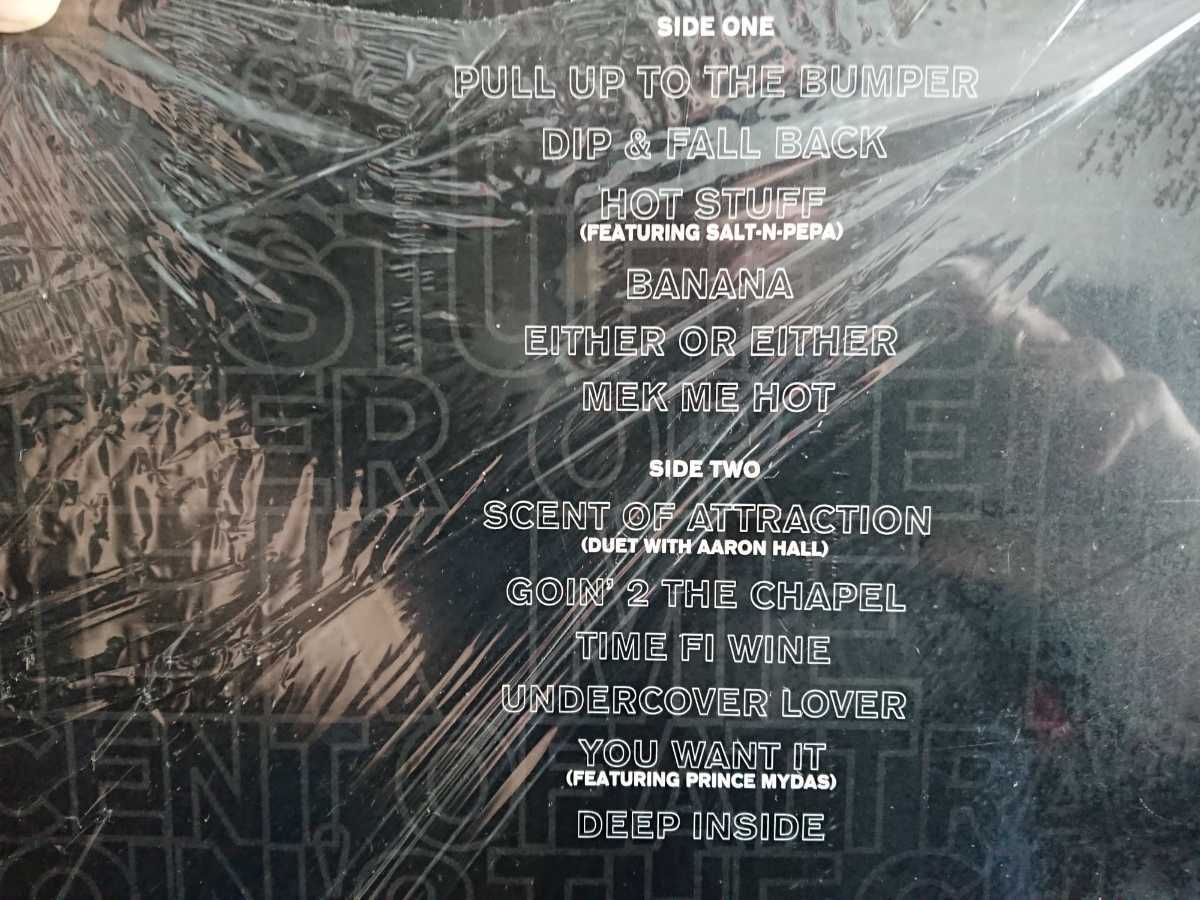 SIDE ONE
PULL UP TO THE BUMPER
DIP & FALL BACK
HOT STUFF
(FEATURING SALT-N-PEPA)
BANANA
EITHER OR EITHER
MEK ME HOT
SIDE TWO
SCENT OF ATTRACTION
(DUET WITH AARON HALL)
GOIN' 2 THE CHAPEL
TIME FI WINE
UNDERCOVER LOVER
YOU WANT IT
(FEATURING PRINCE MYDAS)
DEEP INSIDE